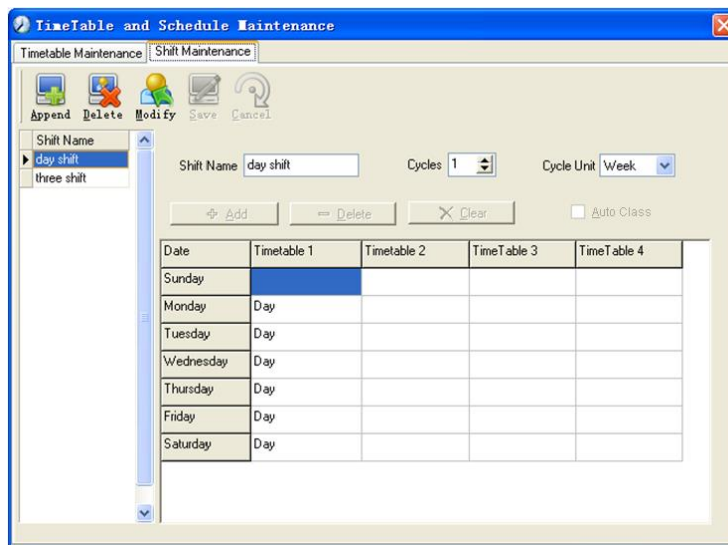 TimeTable and Schedule Maintenance
Timetable Maintenance Shift Maintenance
Append Delete Modify Save Cancel
Shift Name
day shift
three shift
Shift Name day shift Cycles 1 Cycle Unit Week
Add Delete Clear Auto Class
Date Timetable 1 Timetable 2 TimeTable 3 TimeTable 4
Sunday
Monday Day
Tuesday Day
Wednesday Day
Thursday Day
Friday Day
Saturday Day